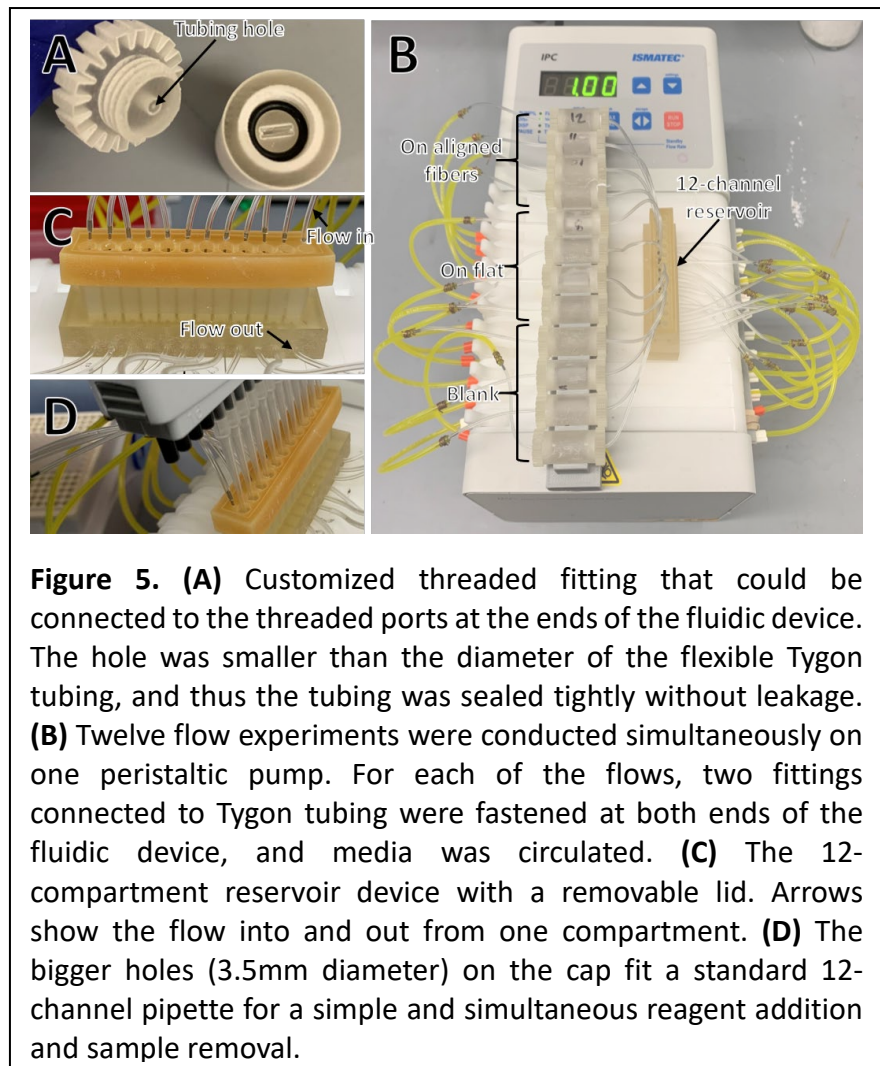 A
Tubing hole
B
IPC
ISMATEC
1.00
12
11
On aligned
fibers
12-channel
reservoir
On flat
Blank
C
Flow in
Flow out
D
Figure 5. (A) Customized threaded fitting that could be
connected to the threaded ports at the ends of the fluidic device.
The hole was smaller than the diameter of the flexible Tygon
tubing, and thus the tubing was sealed tightly without leakage.
(B) Twelve flow experiments were conducted simultaneously on
one peristaltic pump. For each of the flows, two fittings
connected to Tygon tubing were fastened at both ends of the
fluidic device, and media was circulated. (C) The 12-
compartment reservoir device with a removable lid. Arrows
show the flow into and out from one compartment. (D) The
bigger holes (3.5mm diameter) on the cap fit a standard 12-
channel pipette for a simple and simultaneous reagent addition
and sample removal.